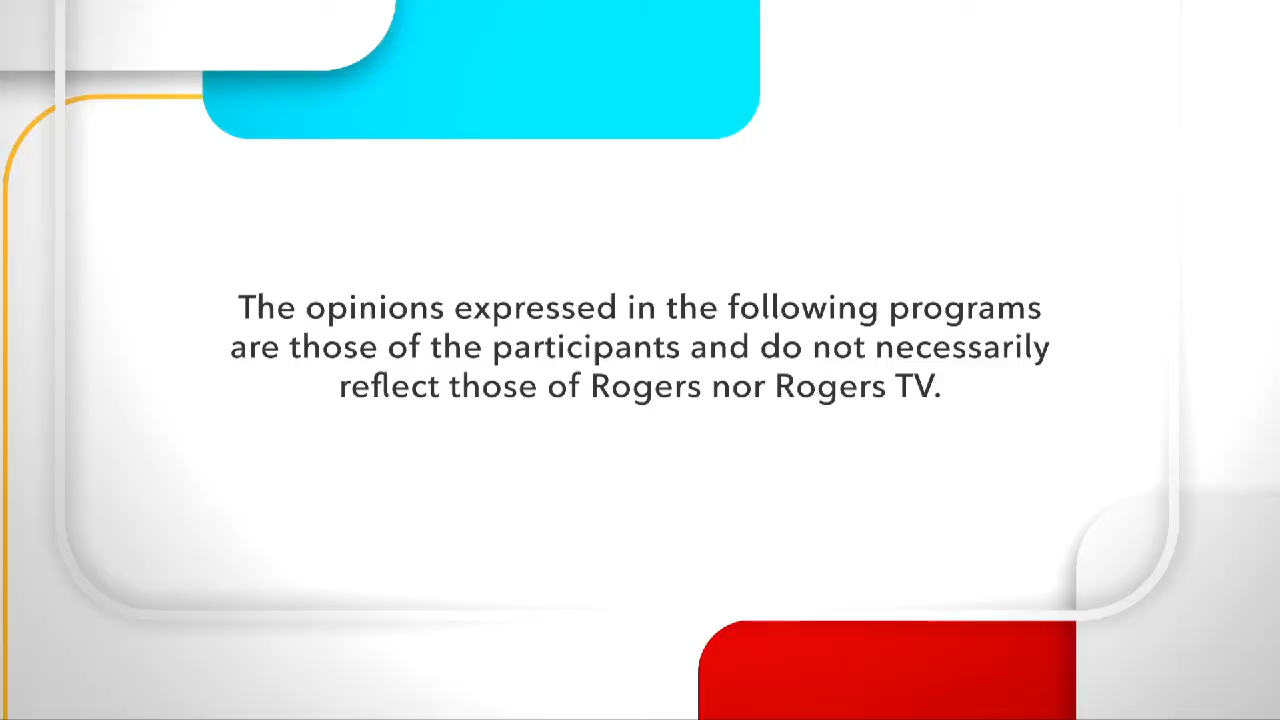 The opinions expressed in the following programs
are those of the participants and do not necessarily
reflect those of Rogers nor Rogers TV.